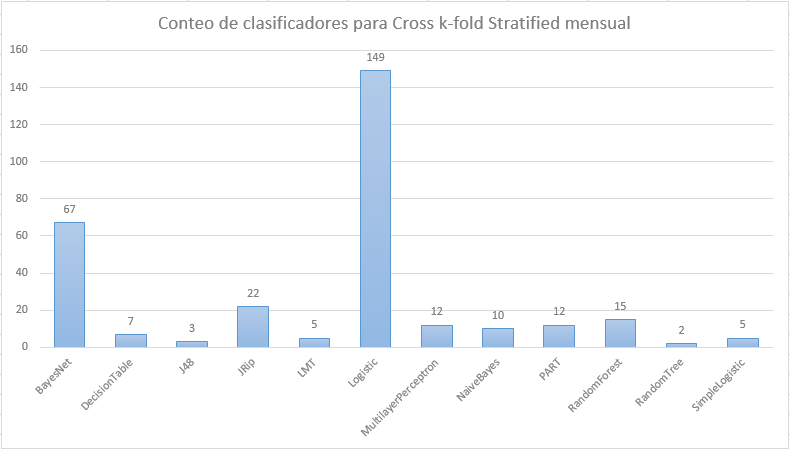 Conteo de clasificadores para Cross k-fold Stratified mensual
160
140
120
100
80
60
40
20
0
67
7
3
22
5
149
12
10
12
15
2
5
BayesNet
DecisionTable
J48
JRip
LMT
Logistic
MultilayerPerceptron
NaiveBayes
PART
RandomForest
RandomTree
SimpleLogistic